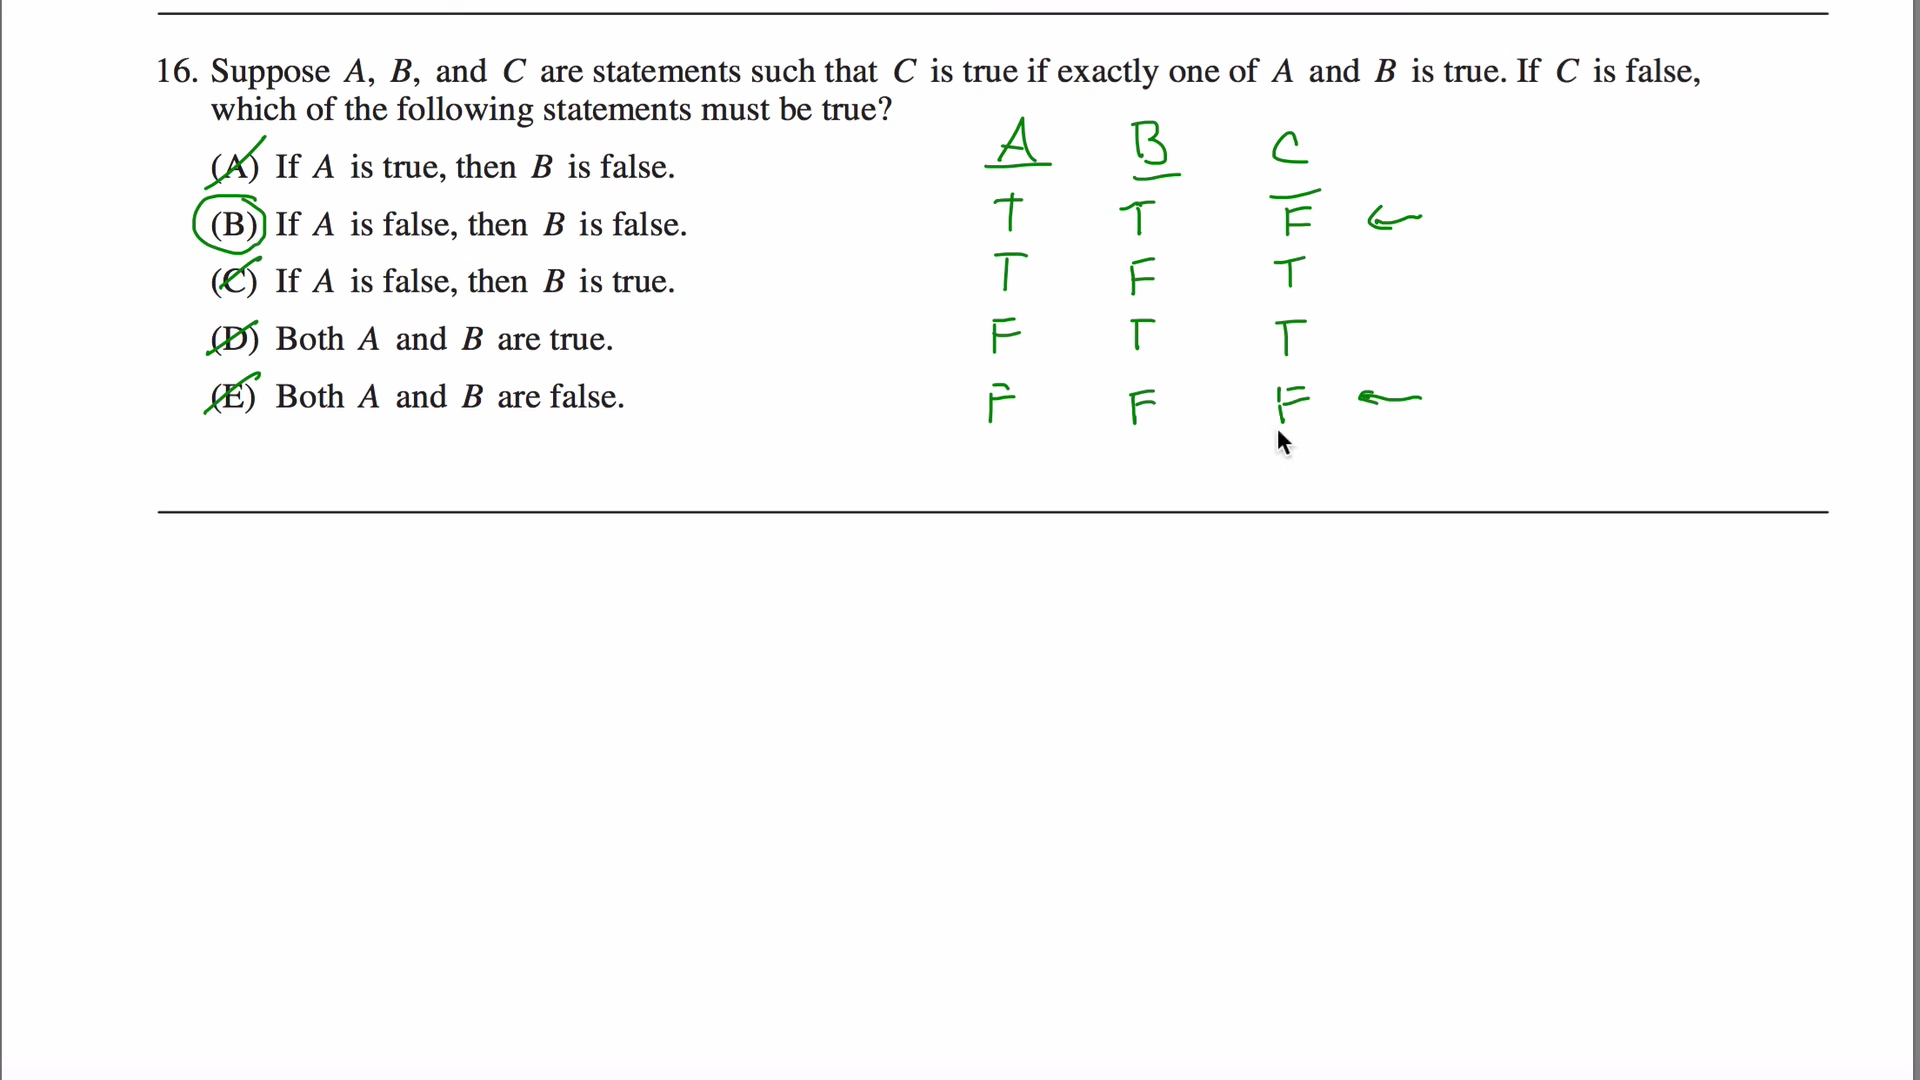 16. Suppose A, B, and C are statements such that C is true if exactly one of A and B is true. If C is false,
which of the following statements must be true?
(A) If A is true, then B is false.
(B) If A is false, then B is false.
(C) If A is false, then B is true.
(D) Both A and B are true.
(E) Both A and B are false.
A B C
T T F ←
T F T
F T T
F F F ←